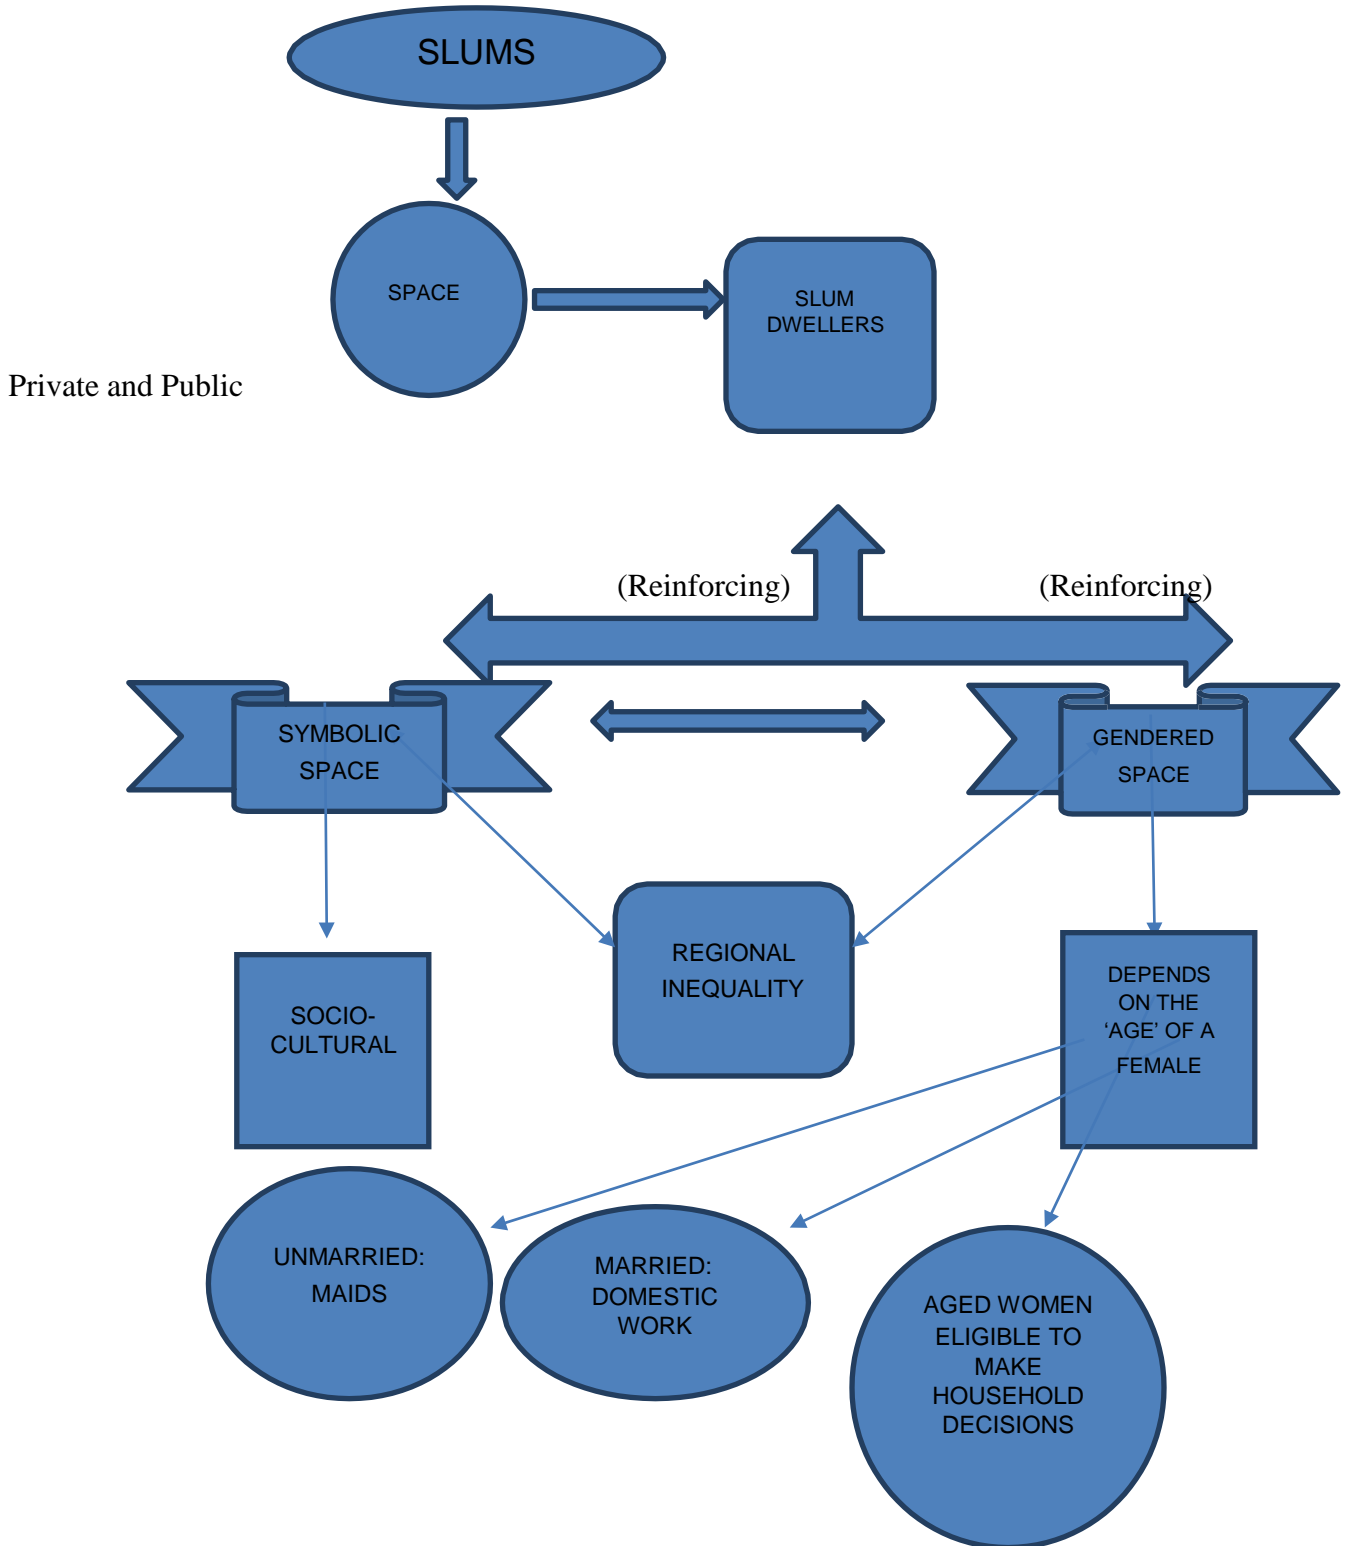 SLUMS
SPACE
SLUM
DWELLERS
Private and Public
(Reinforcing)
(Reinforcing)
SYMBOLIC
SPACE
GENDERED
SPACE
REGIONAL
INEQUALITY
SOCIO-
CULTURAL
DEPENDS
ON THE
‘AGE’ OF A
FEMALE
UNMARRIED:
MAIDS
MARRIED:
DOMESTIC
WORK
AGED WOMEN
ELIGIBLE TO
MAKE
HOUSEHOLD
DECISIONS